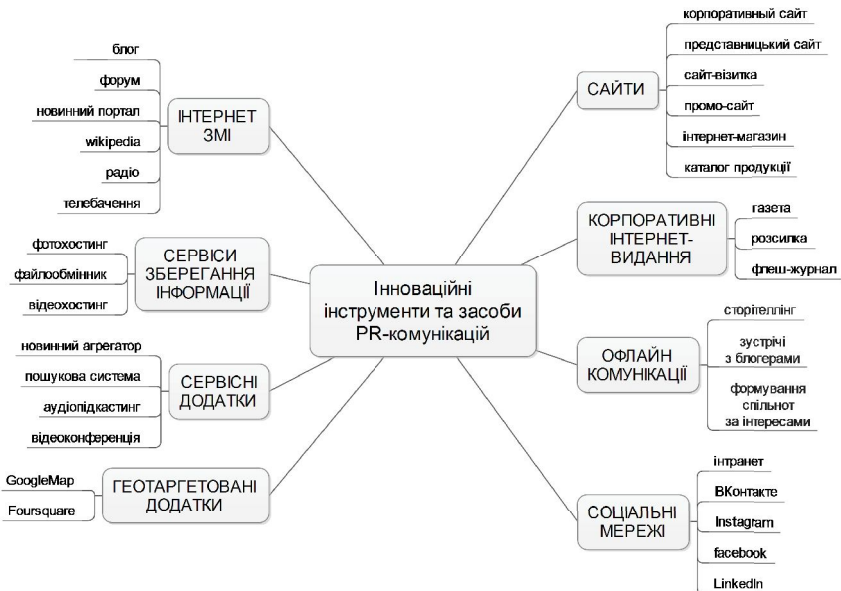 Інноваційні
інструменти та засоби
PR-комунікацій
ІНТЕРНЕТ
ЗМІ
блог
форум
новинний портал
wikipedia
радіо
телебачення
СЕРВІСИ
ЗБЕРЕГАННЯ
ІНФОРМАЦІЇ
фотохостинг
файлообмінник
відеохостинг
СЕРВІСНІ
ДОДАТКИ
новинний агрегатор
пошукова система
аудіопідкастинг
відеоконференція
ГЕОТАРГЕТОВАНІ
ДОДАТКИ
GoogleMap
Foursquare
САЙТИ
корпоративный сайт
представницький сайт
сайт-візитка
промо-сайт
інтернет-магазин
каталог продукції
КОРПОРАТИВНІ
ІНТЕРНЕТ-
ВИДАННЯ
газета
розсилка
флеш-журнал
ОФЛАЙН
КОМУНІКАЦІЇ
сторітеллінг
зустрічі
з блогерами
формування
спільнот
за інтересами
СОЦІАЛЬНІ
МЕРЕЖІ
інтранет
ВКонтакте
Instagram
facebook
LinkedIn